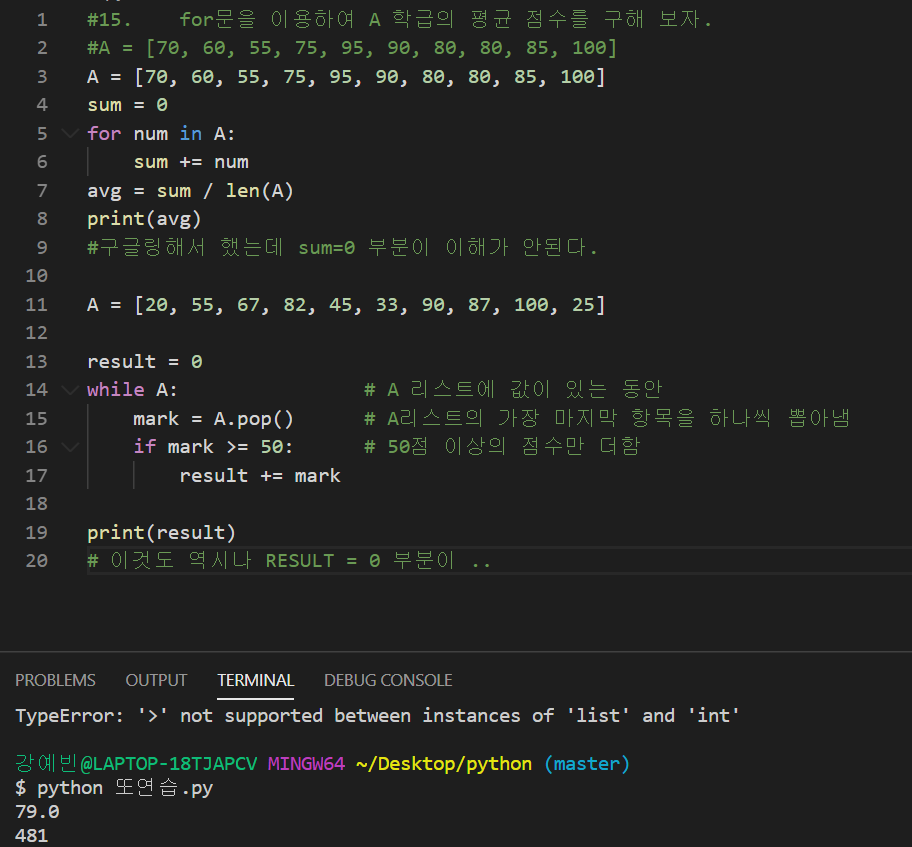 1 #15.    for문을 이용하여 A 학급의 평균 점수를 구해 보자.
2 #A = [70, 60, 55, 75, 95, 90, 80, 80, 85, 100]
3 A = [70, 60, 55, 75, 95, 90, 80, 80, 85, 100]
4 sum = 0
5 for num in A:
6     sum += num
7 avg = sum / len(A)
8 print(avg)
9 #구글링해서 했는데 sum=0 부분이 이해가 안된다.
10
11 A = [20, 55, 67, 82, 45, 33, 90, 87, 100, 25]
12
13 result = 0
14 while A:                # A 리스트에 값이 있는 동안
15     mark = A.pop()      # A리스트의 가장 마지막 항목을 하나씩 뽑아냄
16     if mark >= 50:      # 50점 이상의 점수만 더함
17         result += mark
18
19 print(result)
20 # 이것도 역시나 RESULT = 0 부분이 ..
PROBLEMS OUTPUT TERMINAL DEBUG CONSOLE
TypeError: '>' not supported between instances of 'list' and 'int'
강예빈@LAPTOP-18TJAPCV MINGW64 ~/Desktop/python (master)
$ python 또연습.py
79.0
481